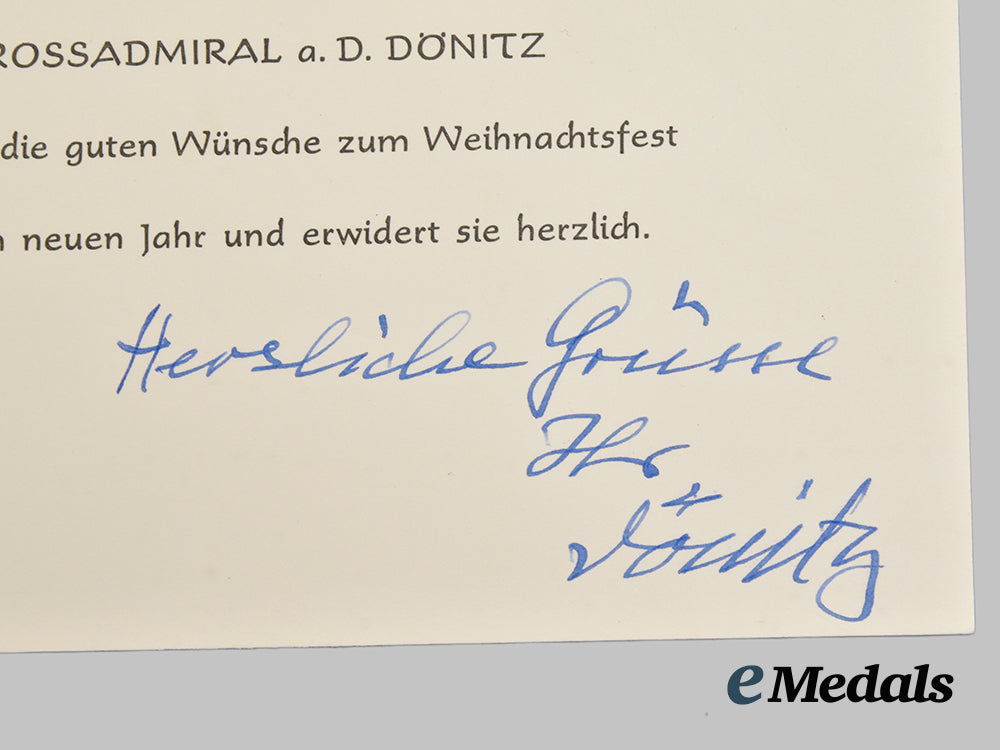 ROSSADMIRAL a. D. DÖNITZ
die guten Wünsche zum Weihnachtsfest
n neuen Jahr und erwidert sie herzlich.
Herzliche Grüsse
Ihr
Dönitz
eMedals